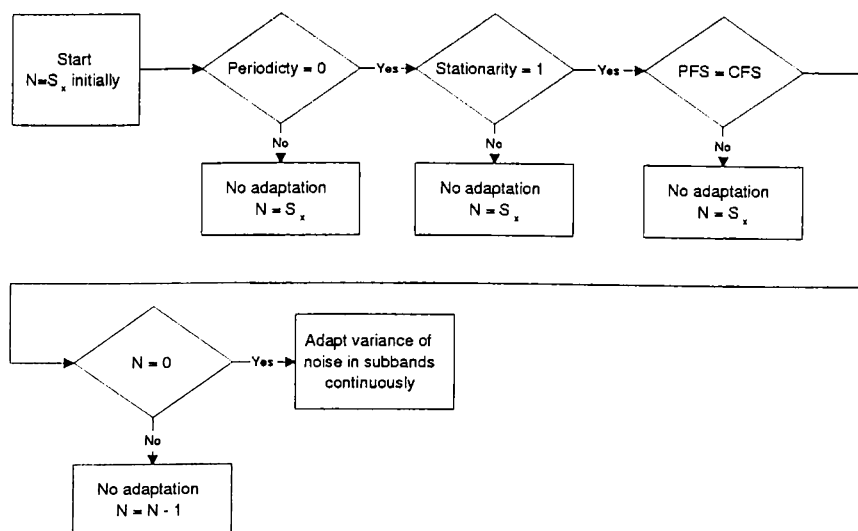 Start
N=Sₓ initially
Periodicty = 0
Yes
Stationarity = 1
Yes
PFS = CFS
No
No
No
No adaptation
N = Sₓ
No adaptation
N = Sₓ
No adaptation
N = Sₓ
N = 0
Yes
Adapt variance of
noise in subbands
continuously
No
No adaptation
N = N - 1